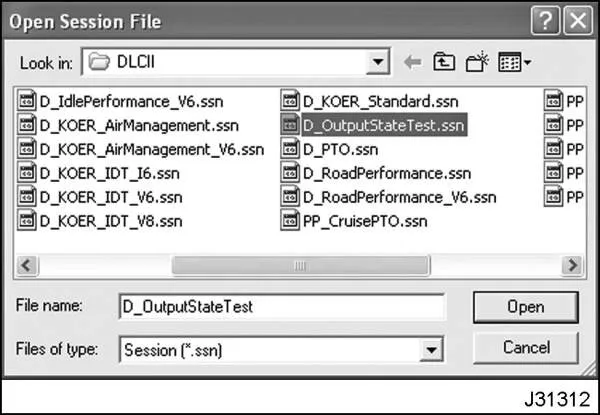 Open Session File
Look in: DLCII
D_IdlePerformance_V6.ssn D_KOER_Standard.ssn PP
D_KOER_AirManagement.ssn D_OutputStateTest.ssn PP
D_KOER_AirManagement_V6.ssn D_PTO.ssn PP
D_KOER_IDT_I6.ssn D_RoadPerformance.ssn PP
D_KOER_IDT_V6.ssn D_RoadPerformance_V6.ssn PP
D_KOER_IDT_V8.ssn PP_CruisePTO.ssn
File name: D_OutputStateTest Open
Files of type: Session (*.ssn) Cancel
J31312